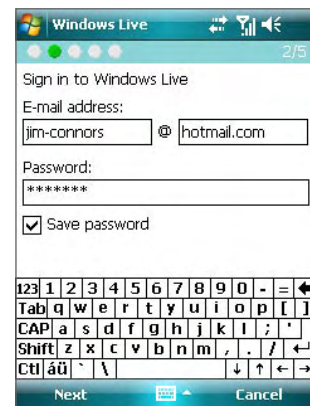 Windows Live
2/5
Sign in to Windows Live
E-mail address:
jim-connors @ hotmail.com
Password:
*******
Save password
123 1 2 3 4 5 6 7 8 9 0 - = ←
Tab q w e r t y u i o p [ ]
CAP a s d f g h j k l ; '
Shift z x c v b n m , . / ↵
Ctl áü ` \ ↓ ↑ ← →
Next Cancel